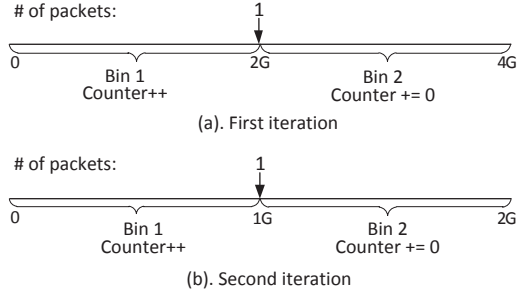 # of packets: 1
0 2G 4G
Bin 1 Bin 2
Counter++ Counter += 0
(a). First iteration
# of packets: 1
0 1G 2G
Bin 1 Bin 2
Counter++ Counter += 0
(b). Second iteration